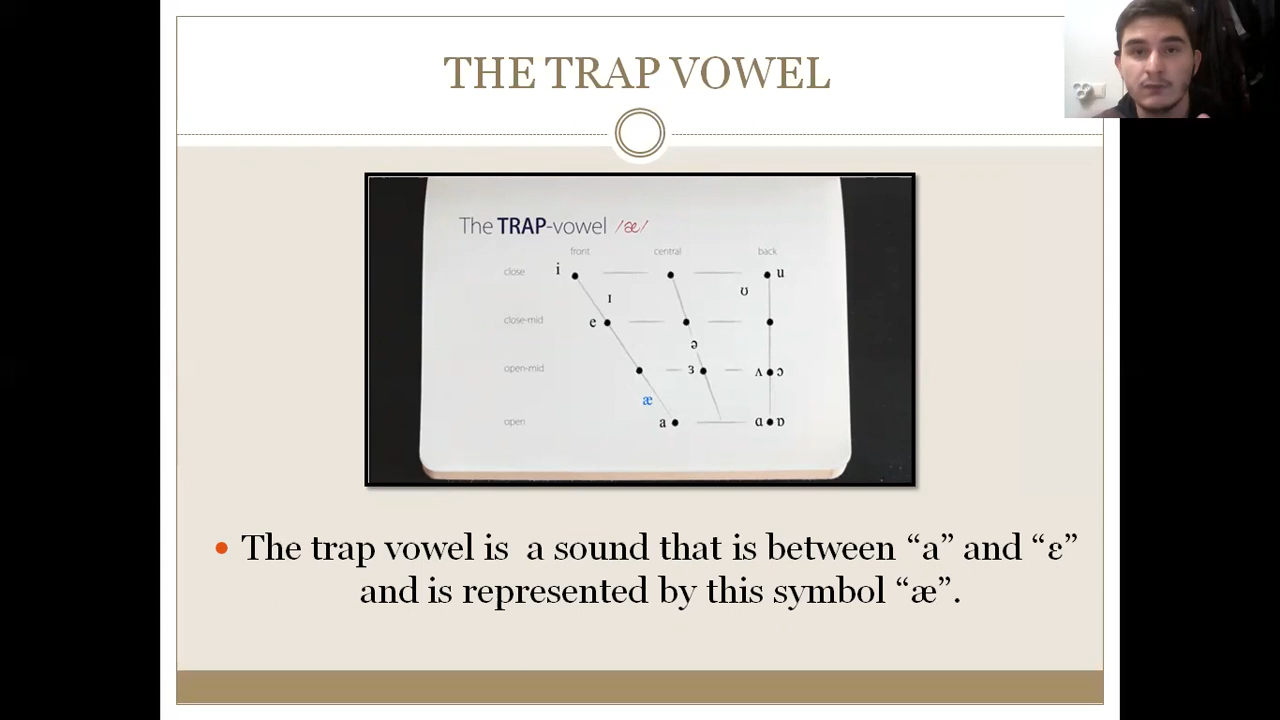 THE TRAP VOWEL
The TRAP-vowel /æ/
front central back
close i u
ɪ ʊ
close-mid e
ə
open-mid ɜ ʌ ɔ
æ
open a ɑ ɒ
• The trap vowel is a sound that is between “a” and “ε”
and is represented by this symbol “æ”.